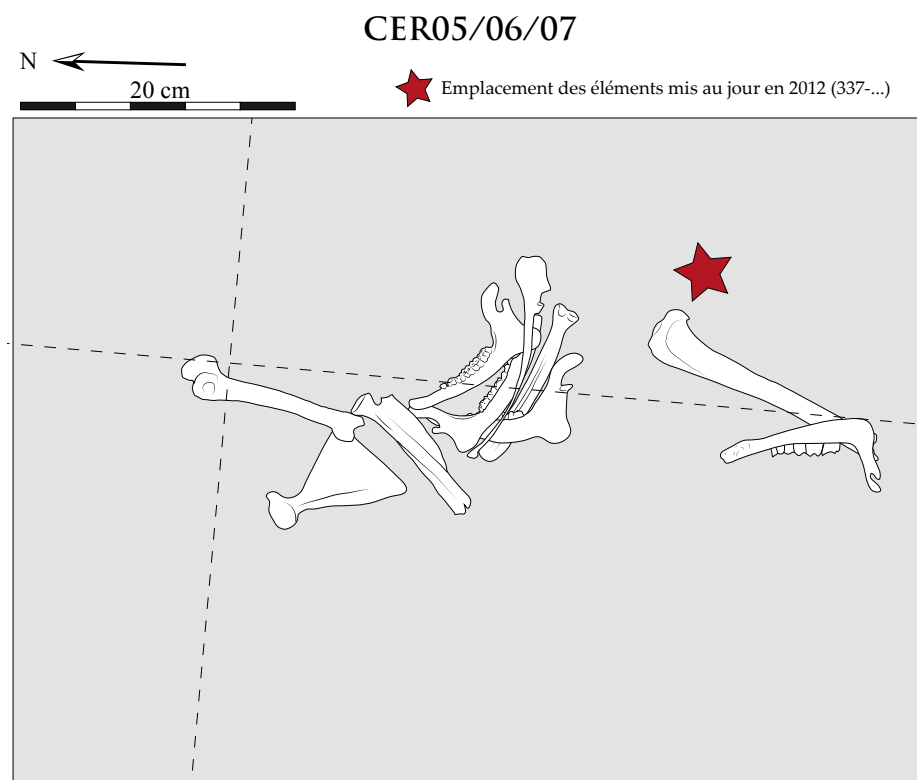 CER05/06/07
N
20 cm
Emplacement des éléments mis au jour en 2012 (337-...)